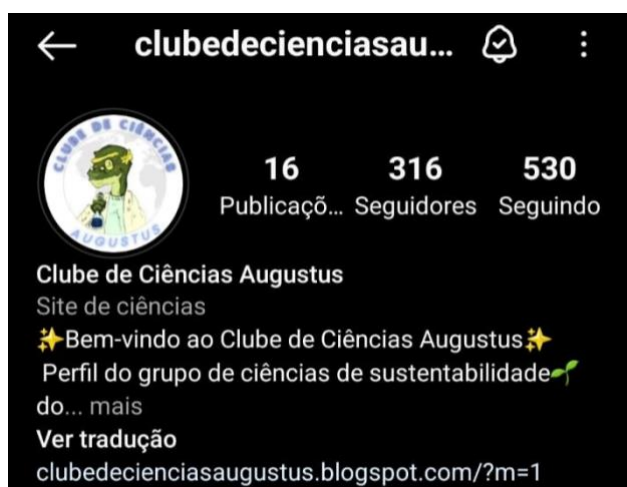 clubedecienciasau...
CLUBE DE CIÊNCIAS
AUGUSTUS
16 316 530
Publicaçõ... Seguidores Seguindo
Clube de Ciências Augustus
Site de ciências
✨Bem-vindo ao Clube de Ciências Augustus✨
Perfil do grupo de ciências de sustentabilidade🌱
do... mais
Ver tradução
clubedecienciasaugustus.blogspot.com/?m=1